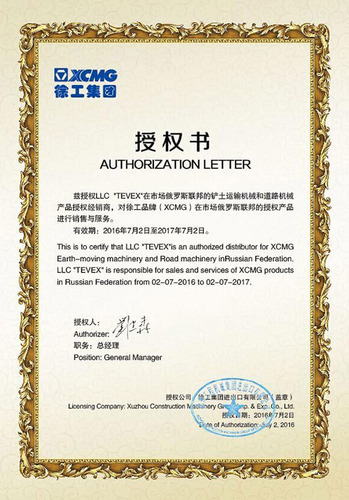 XCMG
徐工集团
授权书
AUTHORIZATION LETTER
兹授权LLC "TEVEX"在市场俄罗斯联邦的铲土运输机械和道路机械
产品授权经销商，对徐工品牌（XCMG）在市场俄罗斯联邦的授权产品
进行销售与服务。
有效期：2016年7月2日至2017年7月2日。
This is to certify that LLC "TEVEX"is an authorized distributor for XCMG
Earth-moving machinery and Road machinery inRussian Federation.
LLC "TEVEX" is responsible for sales and services of XCMG products
in Russian Federation from 02-07-2016 to 02-07-2017.
授权人：
Authorizer:
职务：总经理
Position: General Manager
授权公司：徐工集团进出口有限公司（盖章）
Licensing Company: Xuzhou Construction Machinery Group Imp. & Exp. Co., Ltd.
授权日期：2016年7月2日
Date of Authorization: July 2, 2016